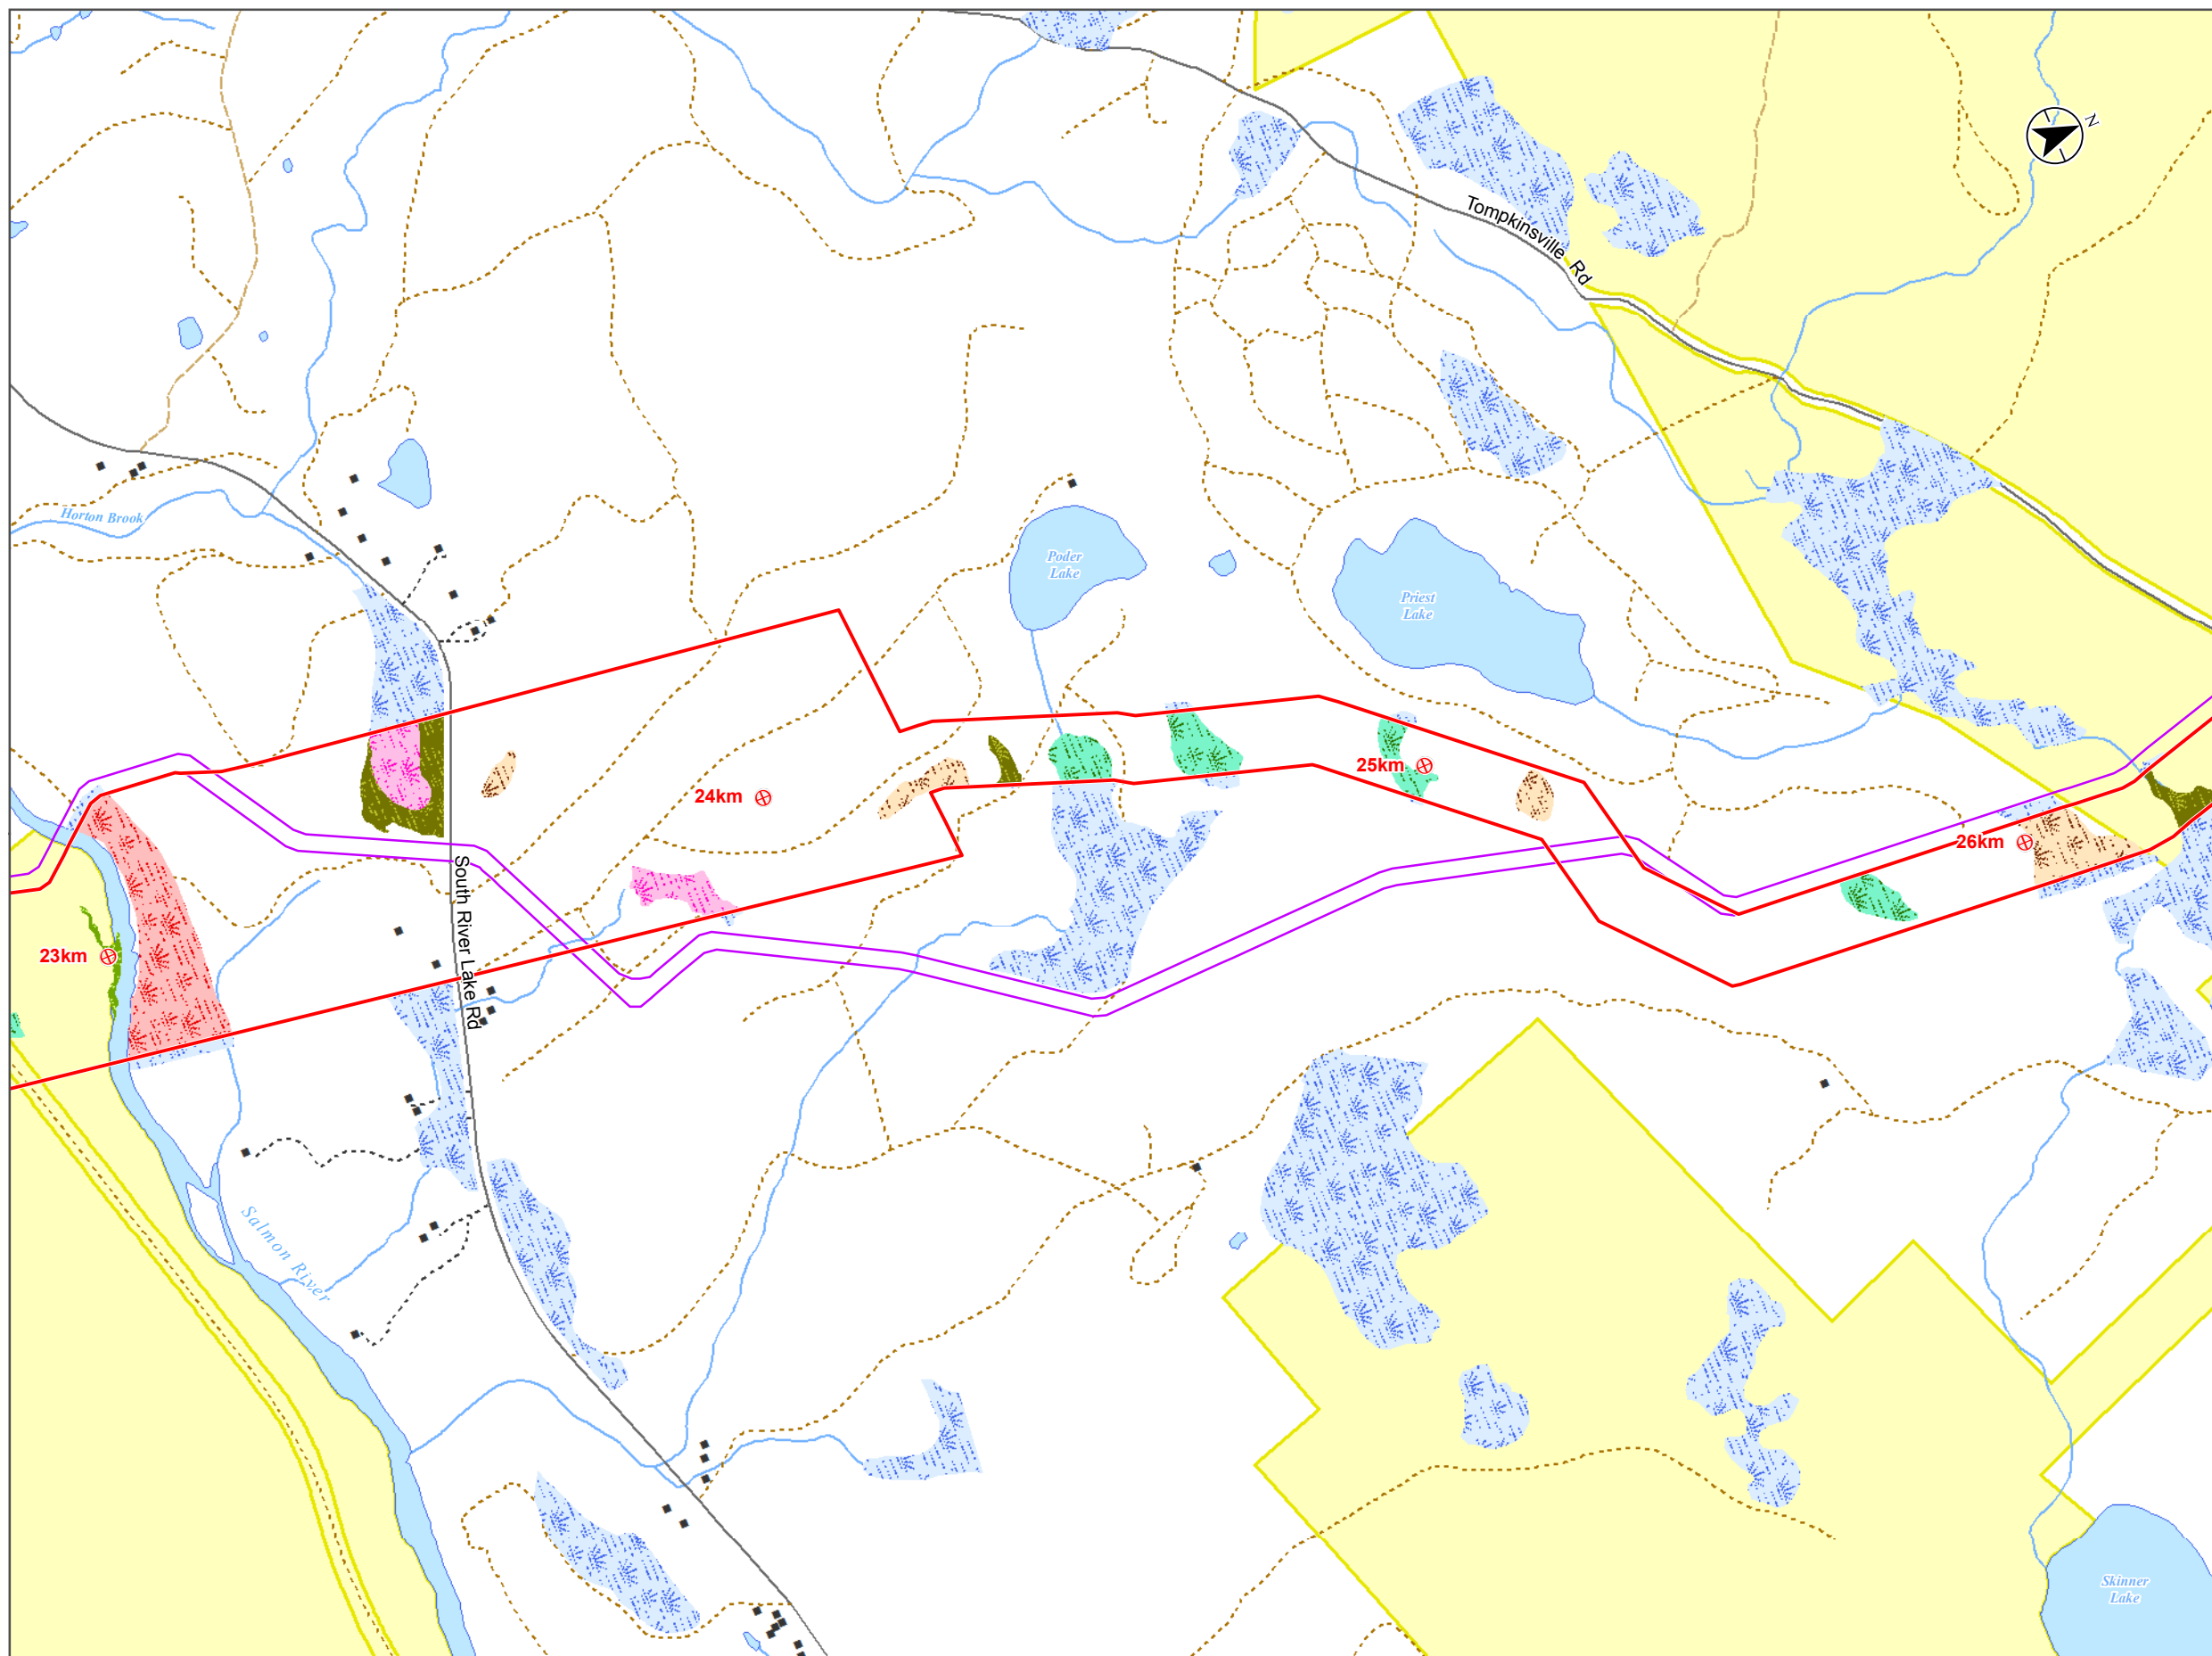 N
Tompkinsville Rd
Horton Brook
Poder
Lake
Priest
Lake
25km
24km
26km
South River Lake Rd
23km
Salmon River
Skinner
Lake